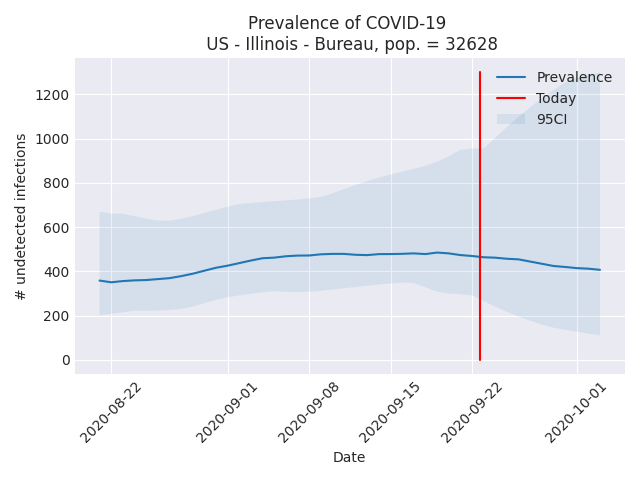 Prevalence of COVID-19
US - Illinois - Bureau, pop. = 32628
Prevalence
Today
95CI
# undetected infections
1200
1000
800
600
400
200
0
2020-08-22
2020-09-01
2020-09-08
2020-09-15
2020-09-22
2020-10-01
Date